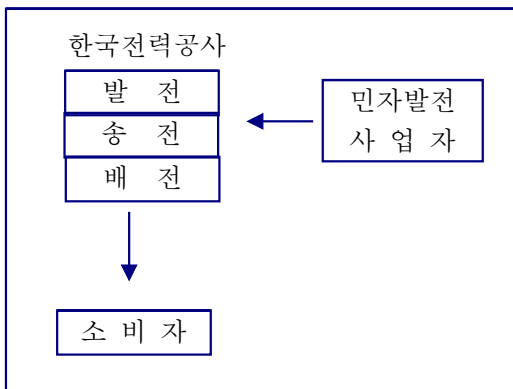 한국전력공사
발 전
송 전
배 전
민자발전
사 업 자
소 비 자